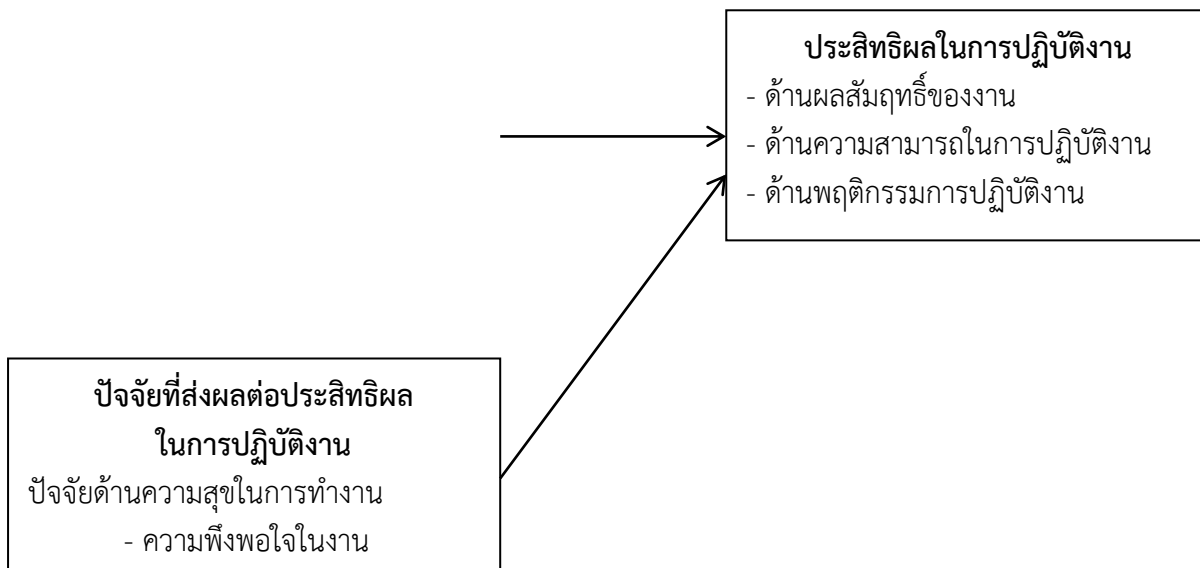 ประสิทธิผลในการปฏิบัติงาน
- ด้านผลสัมฤทธิ์ของงาน
- ด้านความสามารถในการปฏิบัติงาน
- ด้านพฤติกรรมการปฏิบัติงาน
ปัจจัยที่ส่งผลต่อประสิทธิผล
ในการปฏิบัติงาน
ปัจจัยด้านความสุขในการทำงาน
- ความพึงพอใจในงาน